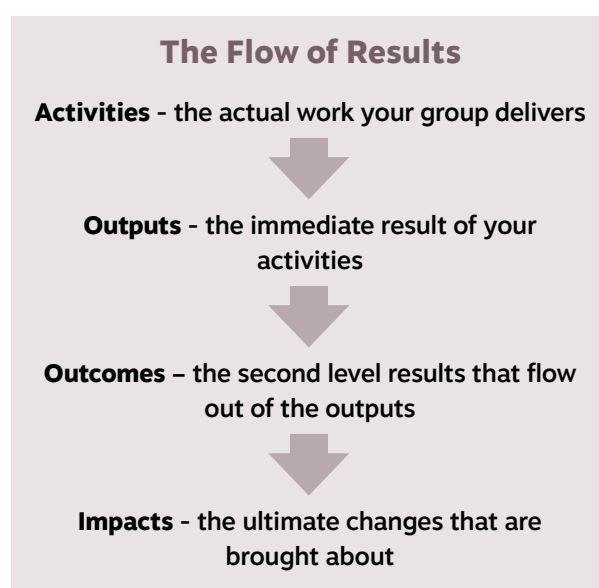 The Flow of Results
Activities - the actual work your group delivers
Outputs - the immediate result of your
activities
Outcomes – the second level results that flow
out of the outputs
Impacts - the ultimate changes that are
brought about